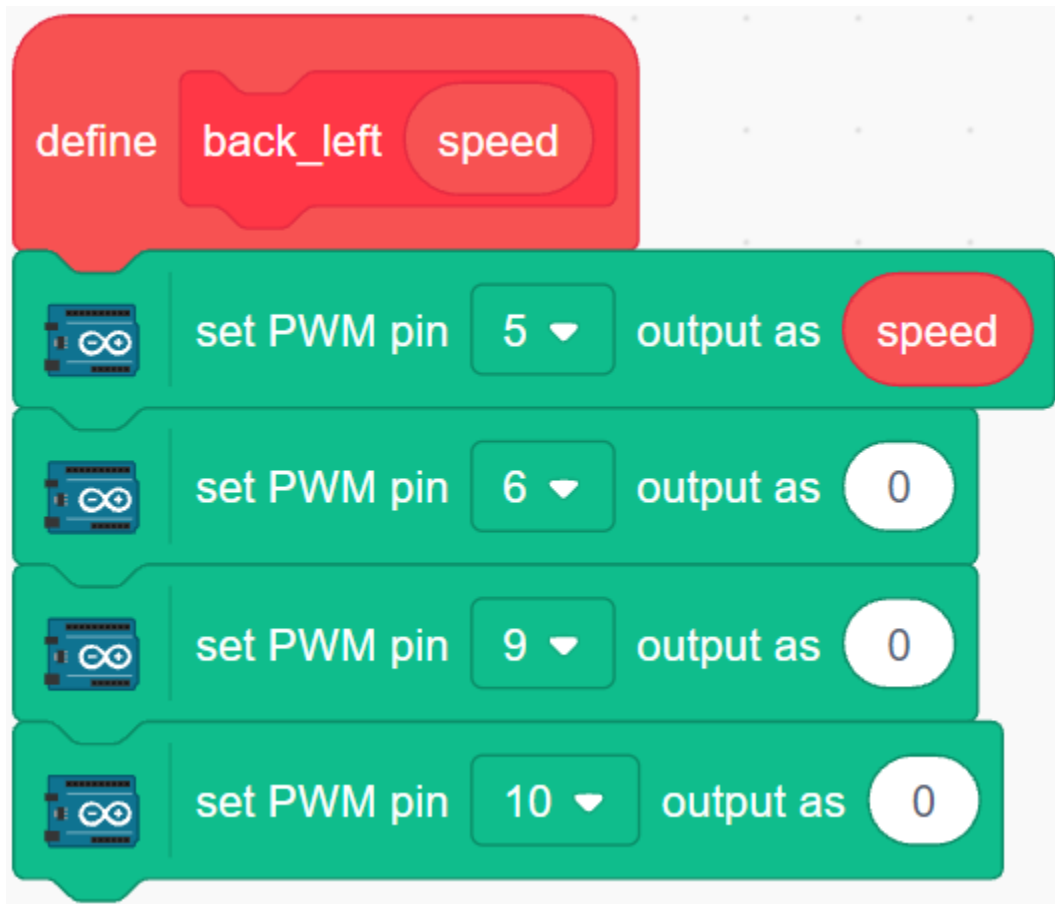 define back_left speed
set PWM pin 5 output as speed
set PWM pin 6 output as 0
set PWM pin 9 output as 0
set PWM pin 10 output as 0